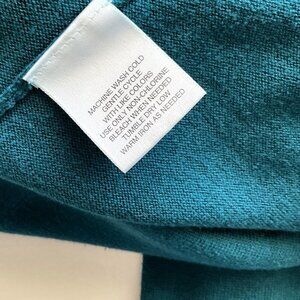 MACHINE WASH COLD
GENTLE CYCLE
WITH LIKE COLORS
USE ONLY NON-CHLORINE
BLEACH WHEN NEEDED
TUMBLE DRY LOW
WARM IRON AS NEEDED